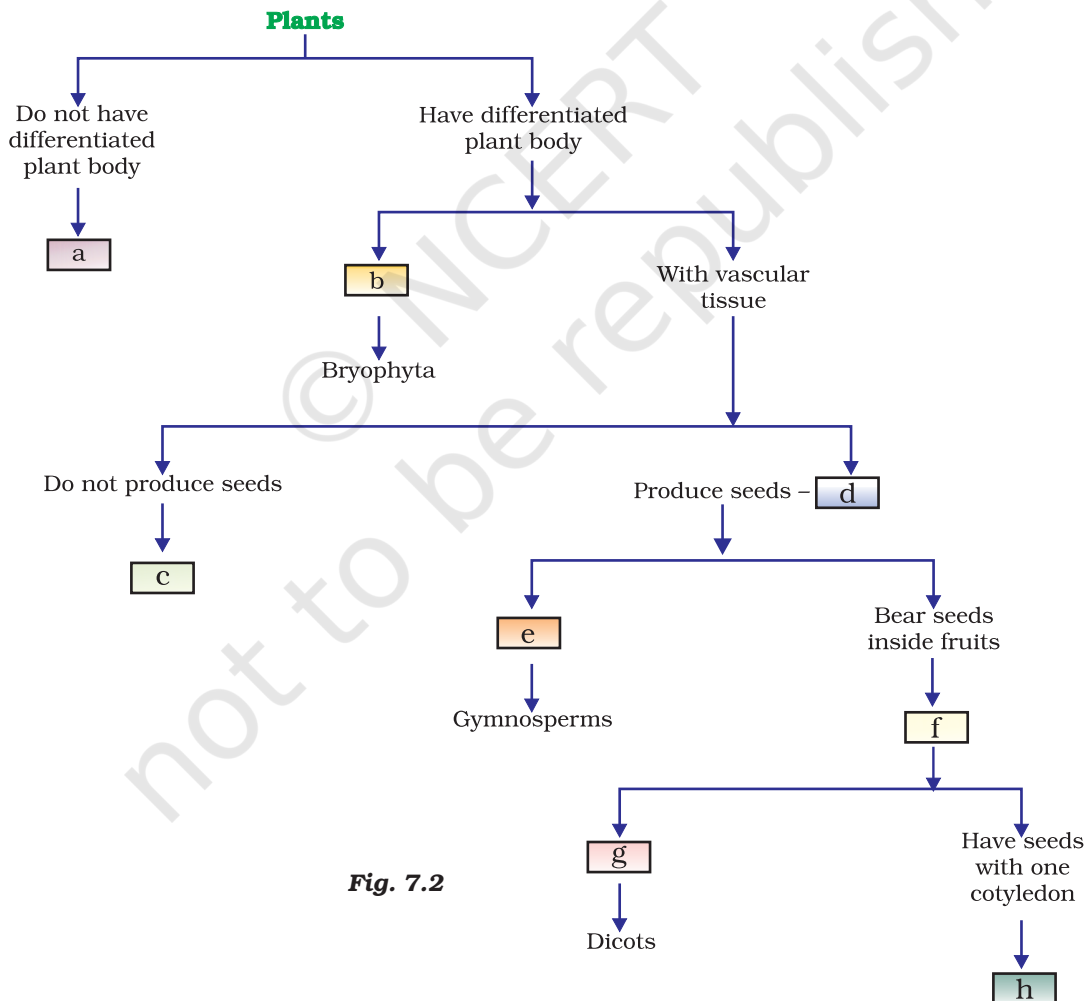 Plants
Do not have
differentiated
plant body
Have differentiated
plant body
a
b
With vascular
tissue
Bryophyta
Do not produce seeds
Produce seeds – d
c
e
Bear seeds
inside fruits
Gymnosperms
f
g
Have seeds
with one
cotyledon
Fig. 7.2
Dicots
h
© NCERT
not to be republish